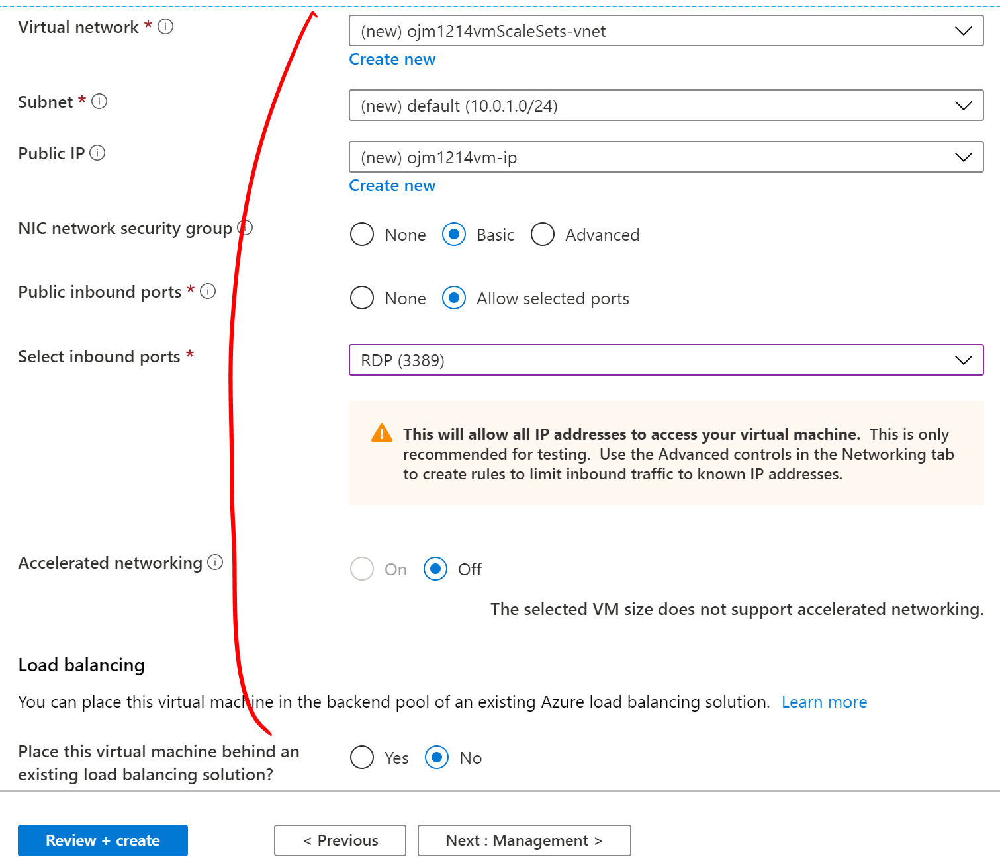 Virtual network *
(new) ojm1214vmScaleSets-vnet
Create new
Subnet *
(new) default (10.0.1.0/24)
Public IP
(new) ojm1214vm-ip
Create new
NIC network security group
None Basic Advanced
Public inbound ports *
None Allow selected ports
Select inbound ports *
RDP (3389)
This will allow all IP addresses to access your virtual machine. This is only
recommended for testing. Use the Advanced controls in the Networking tab
to create rules to limit inbound traffic to known IP addresses.
Accelerated networking
On Off
The selected VM size does not support accelerated networking.
Load balancing
You can place this virtual machine in the backend pool of an existing Azure load balancing solution. Learn more
Place this virtual machine behind an
existing load balancing solution?
Yes No
Review + create
< Previous
Next : Management >